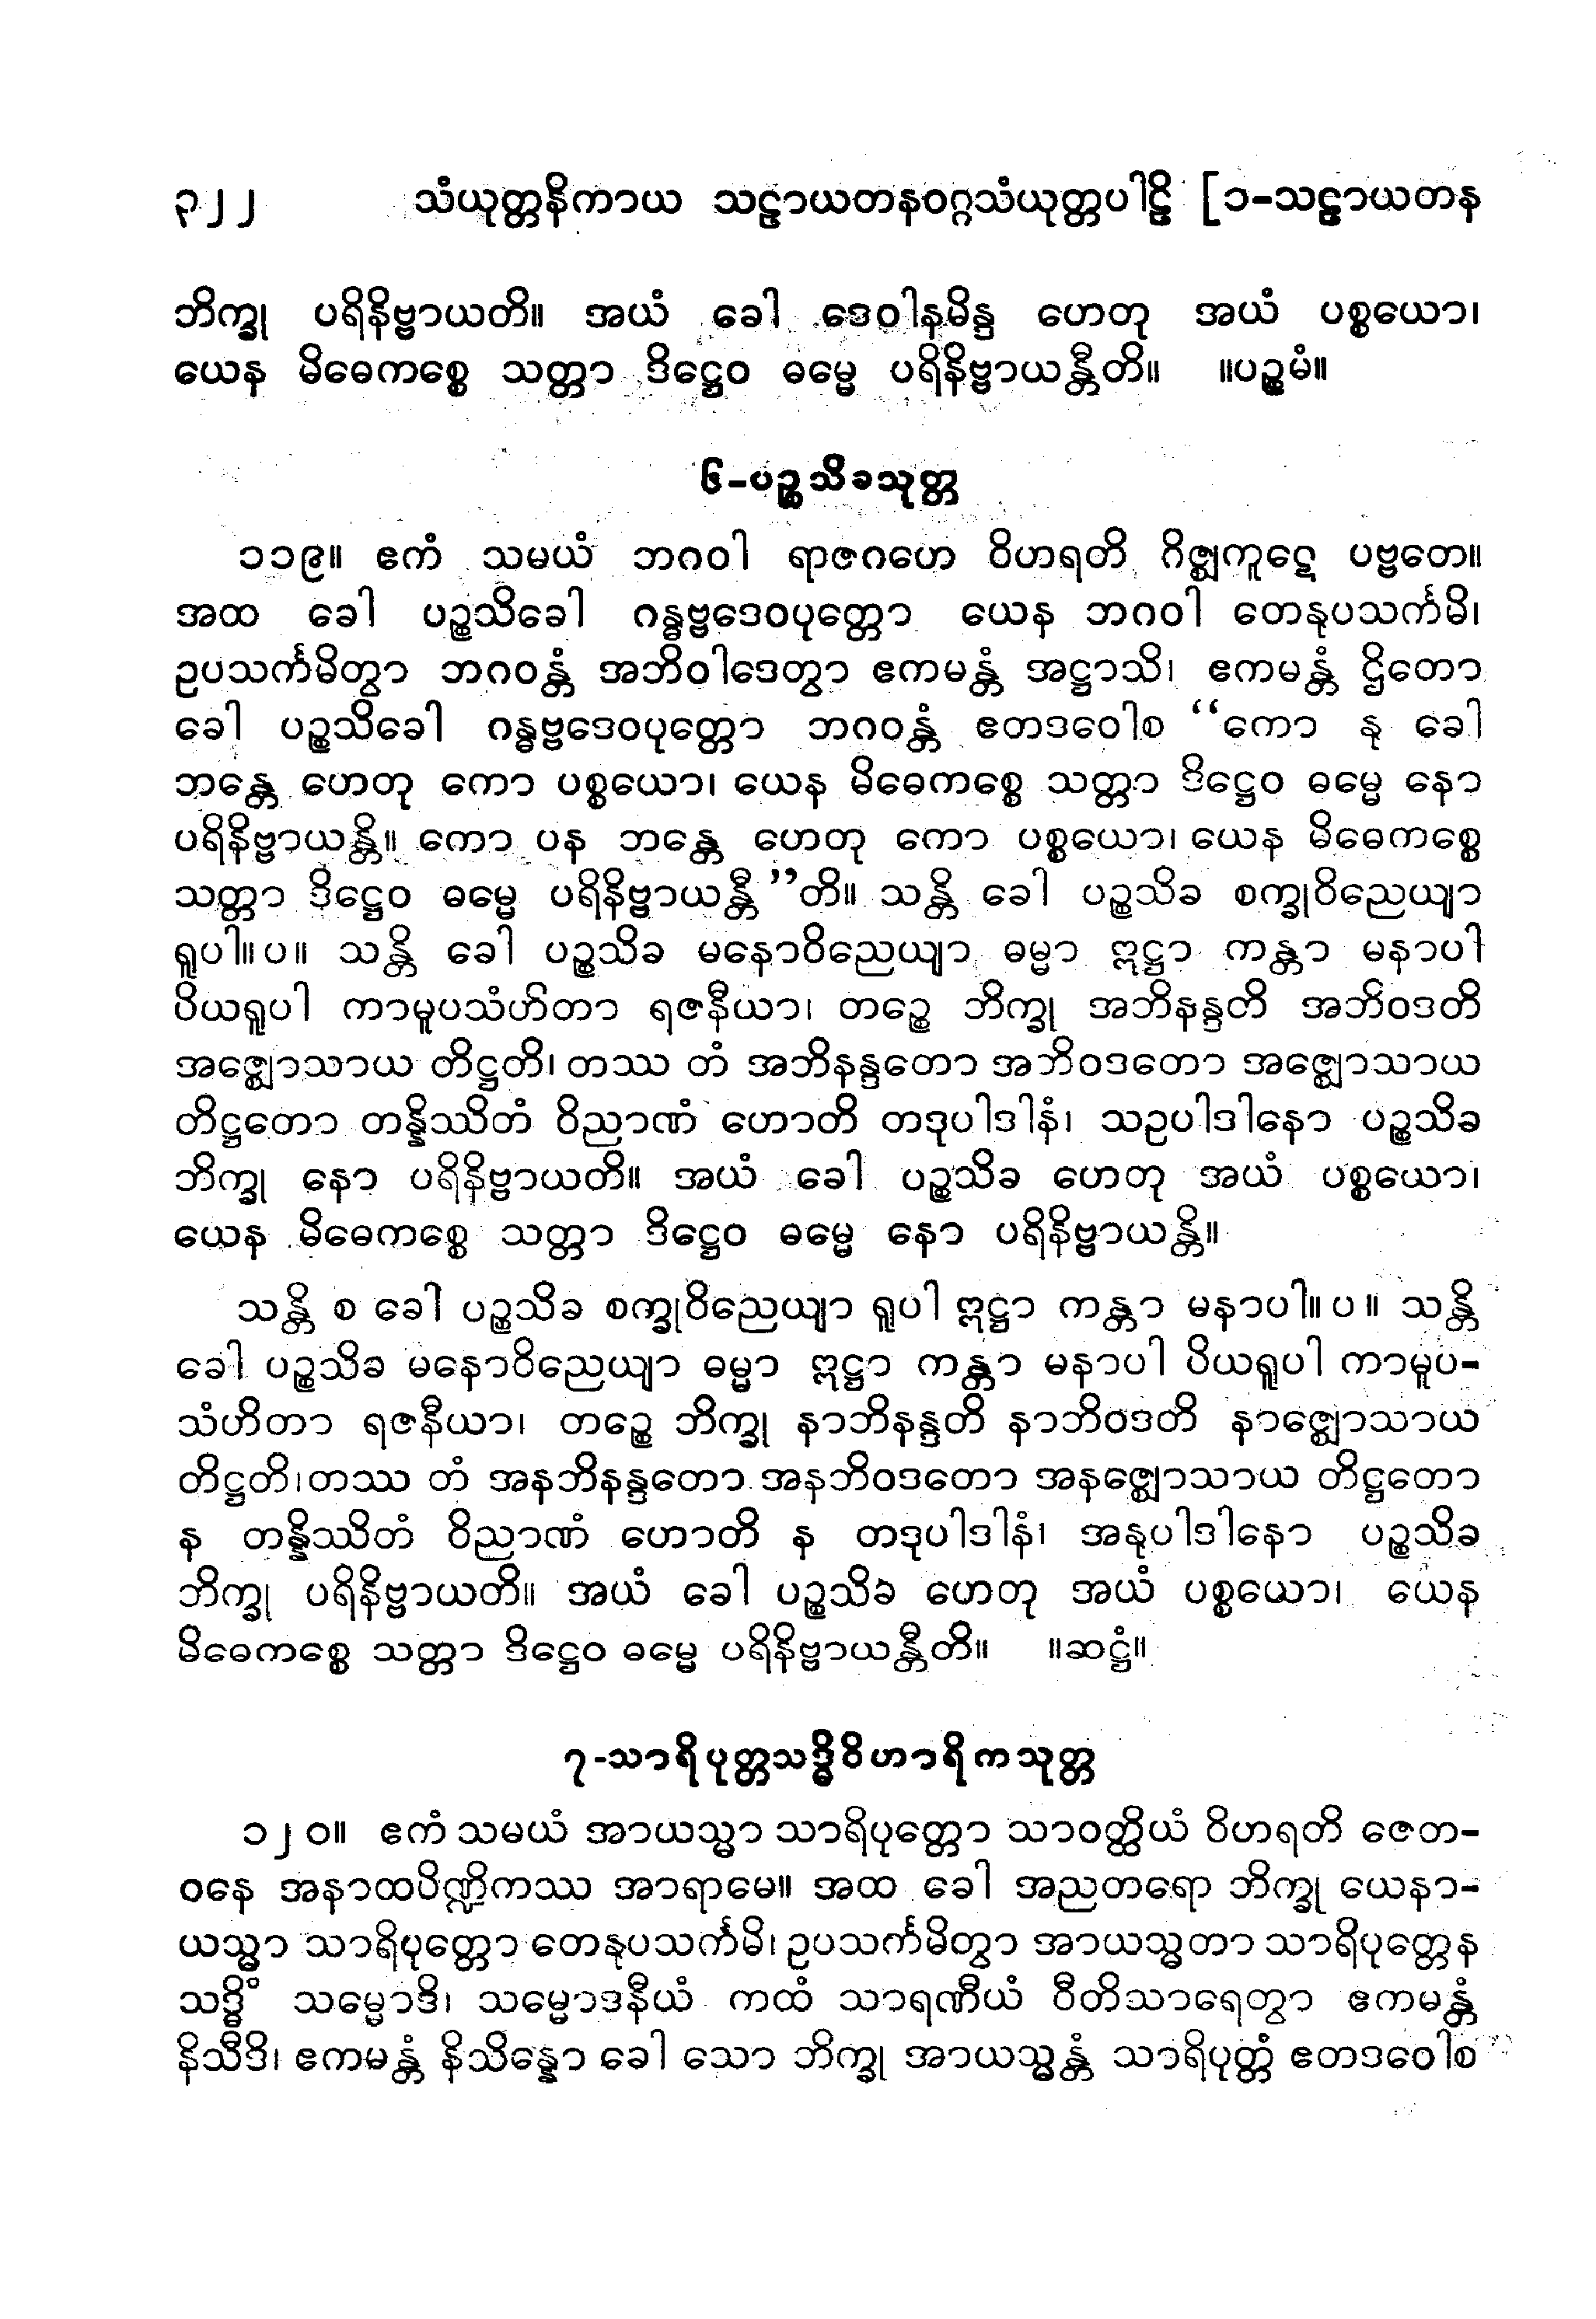 ၃၂၂ သံယုတ္တနိကာယ သဠာယတနဝဂ္ဂသံယုတ္တပါဠိ [၁-သဠာယတန
ဘိက္ခု ပရိနိဗ္ဗာယတိ။ အယံ ခေါ ဒေဝါနမိန္ဒ ဟေတု အယံ ပစ္စယော၊
ယေန မိဓေကစ္စေ သတ္တာ ဒိဋ္ဌေဝ ဓမ္မေ ပရိနိဗ္ဗာယန္တီတိ။ ။ပဉ္စမံ။
၆-ပဉ္စသိခသုတ္တ
၁၁၉။ ဧကံ သမယံ ဘဂဝါ ရာဇဂဟေ ဝိဟရတိ ဂိဇ္ဈကူဋေ ပဗ္ဗတေ။
အထ ခေါ ပဉ္စသိခေါ ဂန္ဓဗ္ဗဒေဝပုတ္တော ယေန ဘဂဝါ တေနုပသင်္ကမိ၊
ဥပသင်္ကမိတွာ ဘဂဝန္တံ အဘိဝါဒေတွာ ဧကမန္တံ အဋ္ဌာသိ၊ ဧကမန္တံ ဌိတော
ခေါ ပဉ္စသိခေါ ဂန္ဓဗ္ဗဒေဝပုတ္တော ဘဂဝန္တံ ဧတဒဝေါစ “ကော နု ခေါ
ဘန္တေ ဟေတု ကော ပစ္စယော၊ ယေန မိဓေကစ္စေ သတ္တာ ဒိဋ္ဌေဝ ဓမ္မေ နော
ပရိနိဗ္ဗာယန္တိ။ ကော ပန ဘန္တေ ဟေတု ကော ပစ္စယော၊ ယေန မိဓေကစ္စေ
သတ္တာ ဒိဋ္ဌေဝ ဓမ္မေ ပရိနိဗ္ဗာယန္တီ”တိ။ သန္တိ ခေါ ပဉ္စသိခ စက္ခုဝိညေယျာ
ရူပါ။ပ။ သန္တိ ခေါ ပဉ္စသိခ မနောဝိညေယျာ ဓမ္မာ ဣဋ္ဌာ ကန္တာ မနာပါ
ပိယရူပါ ကာမူပသံဟိတာ ရဇနီယာ၊ တဉ္စေ ဘိက္ခု အဘိနန္ဒတိ အဘိဝဒတိ
အဇ္ဈောသာယ တိဋ္ဌတိ၊ တဿ တံ အဘိနန္ဒတော အဘိဝဒတော အဇ္ဈောသာယ
တိဋ္ဌတော တန္နိဿိတံ ဝိညာဏံ ဟောတိ တဒုပါဒါနံ၊ သဥပါဒါနော ပဉ္စသိခ
ဘိက္ခု နော ပရိနိဗ္ဗာယတိ။ အယံ ခေါ ပဉ္စသိခ ဟေတု အယံ ပစ္စယော၊
ယေန မိဓေကစ္စေ သတ္တာ ဒိဋ္ဌေဝ ဓမ္မေ နော ပရိနိဗ္ဗာယန္တိ။
သန္တိ စ ခေါ ပဉ္စသိခ စက္ခုဝိညေယျာ ရူပါ ဣဋ္ဌာ ကန္တာ မနာပါ။ပ။ သန္တိ
ခေါ ပဉ္စသိခ မနောဝိညေယျာ ဓမ္မာ ဣဋ္ဌာ ကန္တာ မနာပါ ပိယရူပါ ကာမူပ-
သံဟိတာ ရဇနီယာ၊ တဉ္စေ ဘိက္ခု နာဘိနန္ဒတိ နာဘိဝဒတိ နာဇ္ဈောသာယ
တိဋ္ဌတိ၊တဿ တံ အနဘိနန္ဒတော အနဘိဝဒတော အနဇ္ဈောသာယ တိဋ္ဌတော
န တန္နိဿိတံ ဝိညာဏံ ဟောတိ န တဒုပါဒါနံ၊ အနုပါဒါနော ပဉ္စသိခ
ဘိက္ခု ပရိနိဗ္ဗာယတိ။ အယံ ခေါ ပဉ္စသိခ ဟေတု အယံ ပစ္စယော၊ ယေန
မိဓေကစ္စေ သတ္တာ ဒိဋ္ဌေဝ ဓမ္မေ ပရိနိဗ္ဗာယန္တီတိ။ ။ဆဋ္ဌံ။
၇-သာရိပုတ္တသဒ္ဓိဝိဟာရိကသုတ္တ
၁၂၀။ ဧကံ သမယံ အာယသ္မာ သာရိပုတ္တော သာဝတ္ထိယံ ဝိဟရတိ ဇေတ-
ဝနေ အနာထပိဏ္ဍိကဿ အာရာမေ။ အထ ခေါ အညတရော ဘိက္ခု ယေနာ-
ယသ္မာ သာရိပုတ္တော တေနုပသင်္ကမိ၊ ဥပသင်္ကမိတွာ အာယသ္မတာ သာရိပုတ္တေန
သဒ္ဓိံ သမ္မောဒိ၊ သမ္မောဒနီယံ ကထံ သာရဏီယံ ဝီတိသာရေတွာ ဧကမန္တံ
နိသီဒိ၊ ဧကမန္တံ နိသိန္နော ခေါ သော ဘိက္ခု အာယသ္မန္တံ သာရိပုတ္တံ ဧတဒဝေါစ